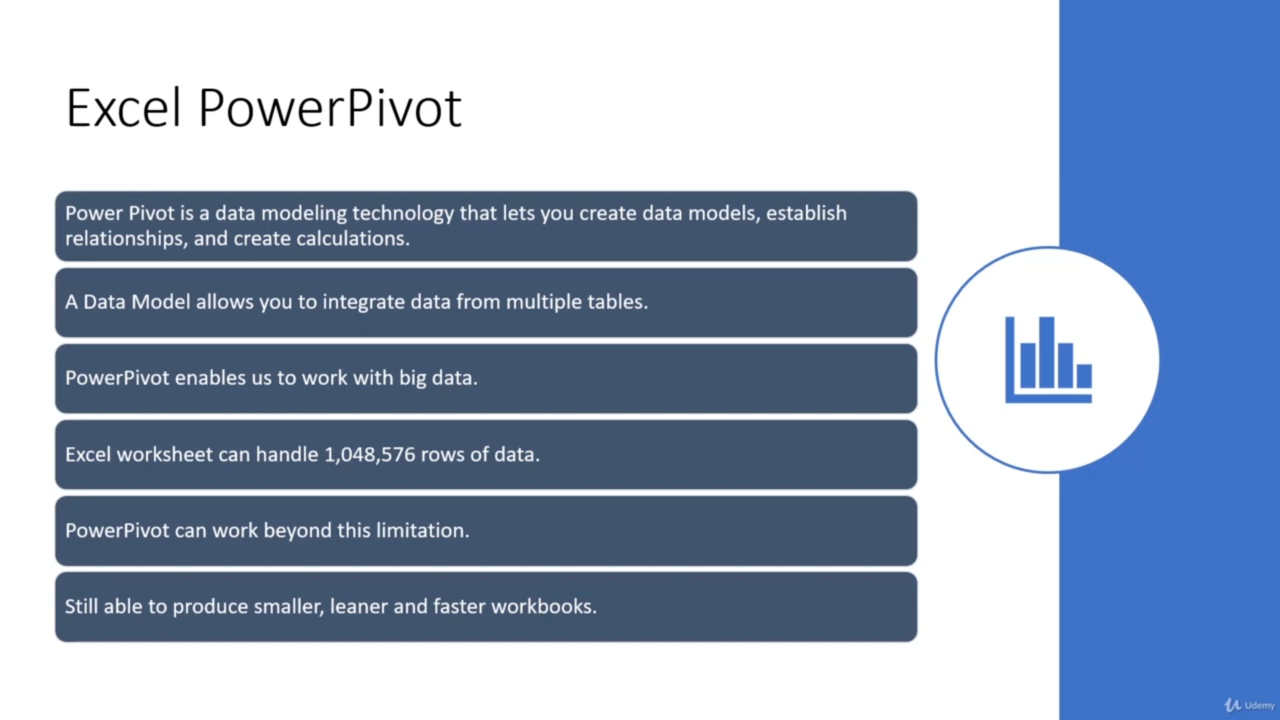 Excel PowerPivot
Power Pivot is a data modeling technology that lets you create data models, establish
relationships, and create calculations.
A Data Model allows you to integrate data from multiple tables.
PowerPivot enables us to work with big data.
Excel worksheet can handle 1,048,576 rows of data.
PowerPivot can work beyond this limitation.
Still able to produce smaller, leaner and faster workbooks.
Udemy